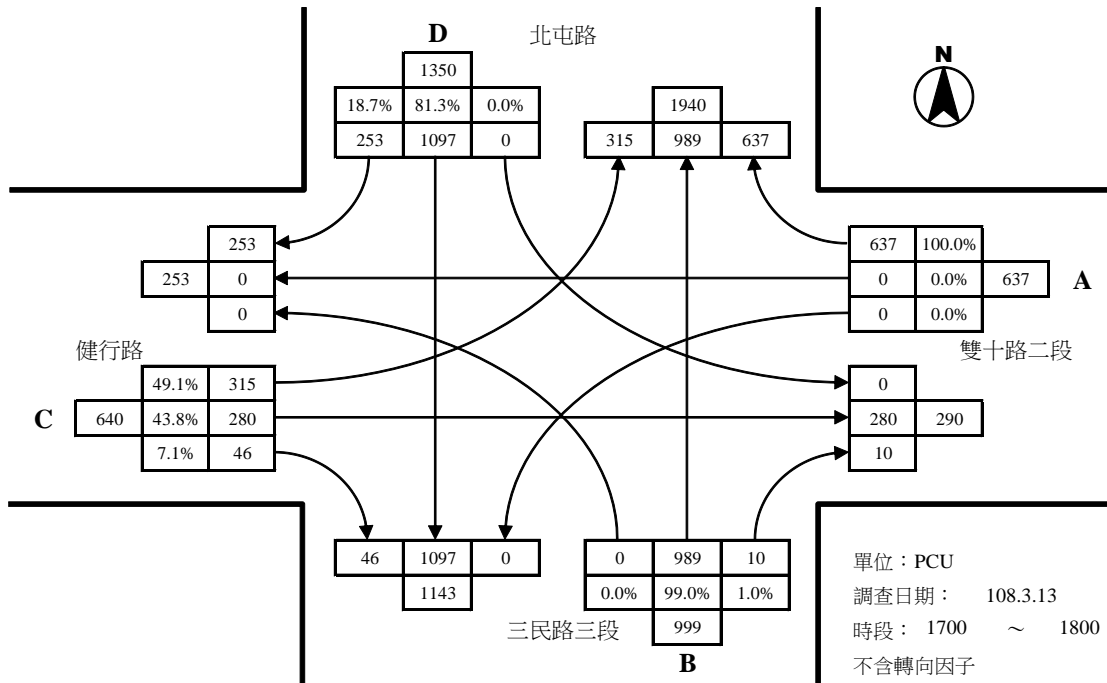 D 北屯路
N
1350
18.7% 81.3% 0.0%
253 1097 0
1940
315 989 637
253
253 0
0
637 100.0%
0 0.0% 637
0 0.0%
A
健行路
雙十路二段
49.1% 315
C 640 43.8% 280
7.1% 46
0
280 290
10
46 1097 0
1143
0 989 10
0.0% 99.0% 1.0%
999
三民路三段
B
單位：PCU
調查日期： 108.3.13
時段： 1700 ～ 1800
不含轉向因子